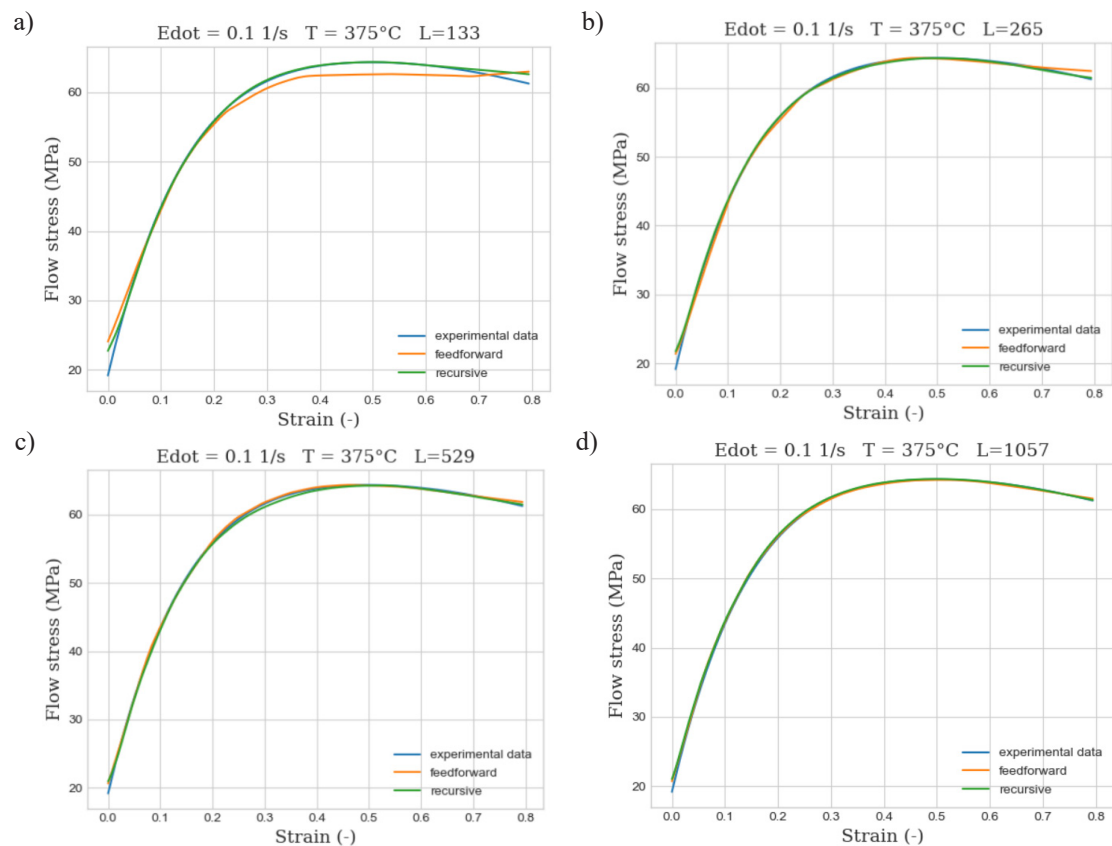 a)
Edot = 0.1 1/s T = 375°C L=133
Flow stress (MPa)
60
50
40
30
20
experimental data
feedforward
recursive
0.0 0.1 0.2 0.3 0.4 0.5 0.6 0.7 0.8
Strain (-)
b)
Edot = 0.1 1/s T = 375°C L=265
Flow stress (MPa)
60
50
40
30
20
experimental data
feedforward
recursive
0.0 0.1 0.2 0.3 0.4 0.5 0.6 0.7 0.8
Strain (-)
c)
Edot = 0.1 1/s T = 375°C L=529
Flow stress (MPa)
60
50
40
30
20
experimental data
feedforward
recursive
0.0 0.1 0.2 0.3 0.4 0.5 0.6 0.7 0.8
Strain (-)
d)
Edot = 0.1 1/s T = 375°C L=1057
Flow stress (MPa)
60
50
40
30
20
experimental data
feedforward
recursive
0.0 0.1 0.2 0.3 0.4 0.5 0.6 0.7 0.8
Strain (-)